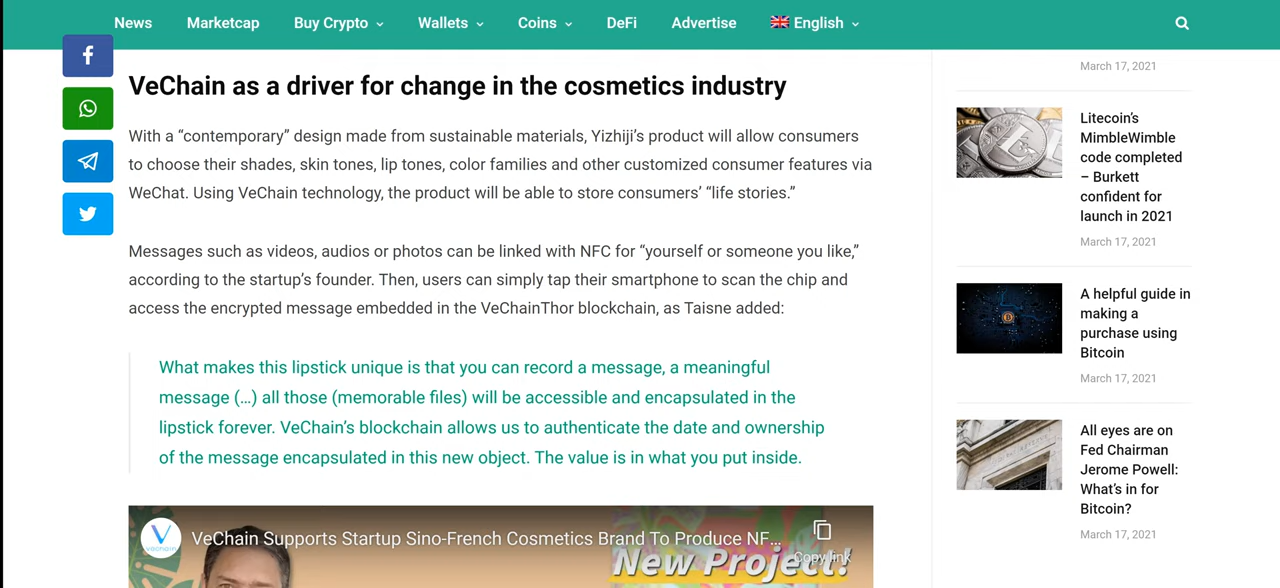 News Marketcap Buy Crypto Wallets Coins DeFi Advertise English
VeChain as a driver for change in the cosmetics industry
With a “contemporary” design made from sustainable materials, Yizhiji’s product will allow consumers
to choose their shades, skin tones, lip tones, color families and other customized consumer features via
WeChat. Using VeChain technology, the product will be able to store consumers’ “life stories.”
Messages such as videos, audios or photos can be linked with NFC for “yourself or someone you like,”
according to the startup’s founder. Then, users can simply tap their smartphone to scan the chip and
access the encrypted message embedded in the VeChainThor blockchain, as Taisne added:
What makes this lipstick unique is that you can record a message, a meaningful
message (…) all those (memorable files) will be accessible and encapsulated in the
lipstick forever. VeChain’s blockchain allows us to authenticate the date and ownership
of the message encapsulated in this new object. The value is in what you put inside.
vechain
VeChain Supports Startup Sino-French Cosmetics Brand To Produce NF...
Copy link
New Project!
March 17, 2021
Litecoin’s
MimbleWimble
code completed
– Burkett
confident for
launch in 2021
March 17, 2021
A helpful guide in
making a
purchase using
Bitcoin
March 17, 2021
All eyes are on
Fed Chairman
Jerome Powell:
What’s in for
Bitcoin?
March 17, 2021